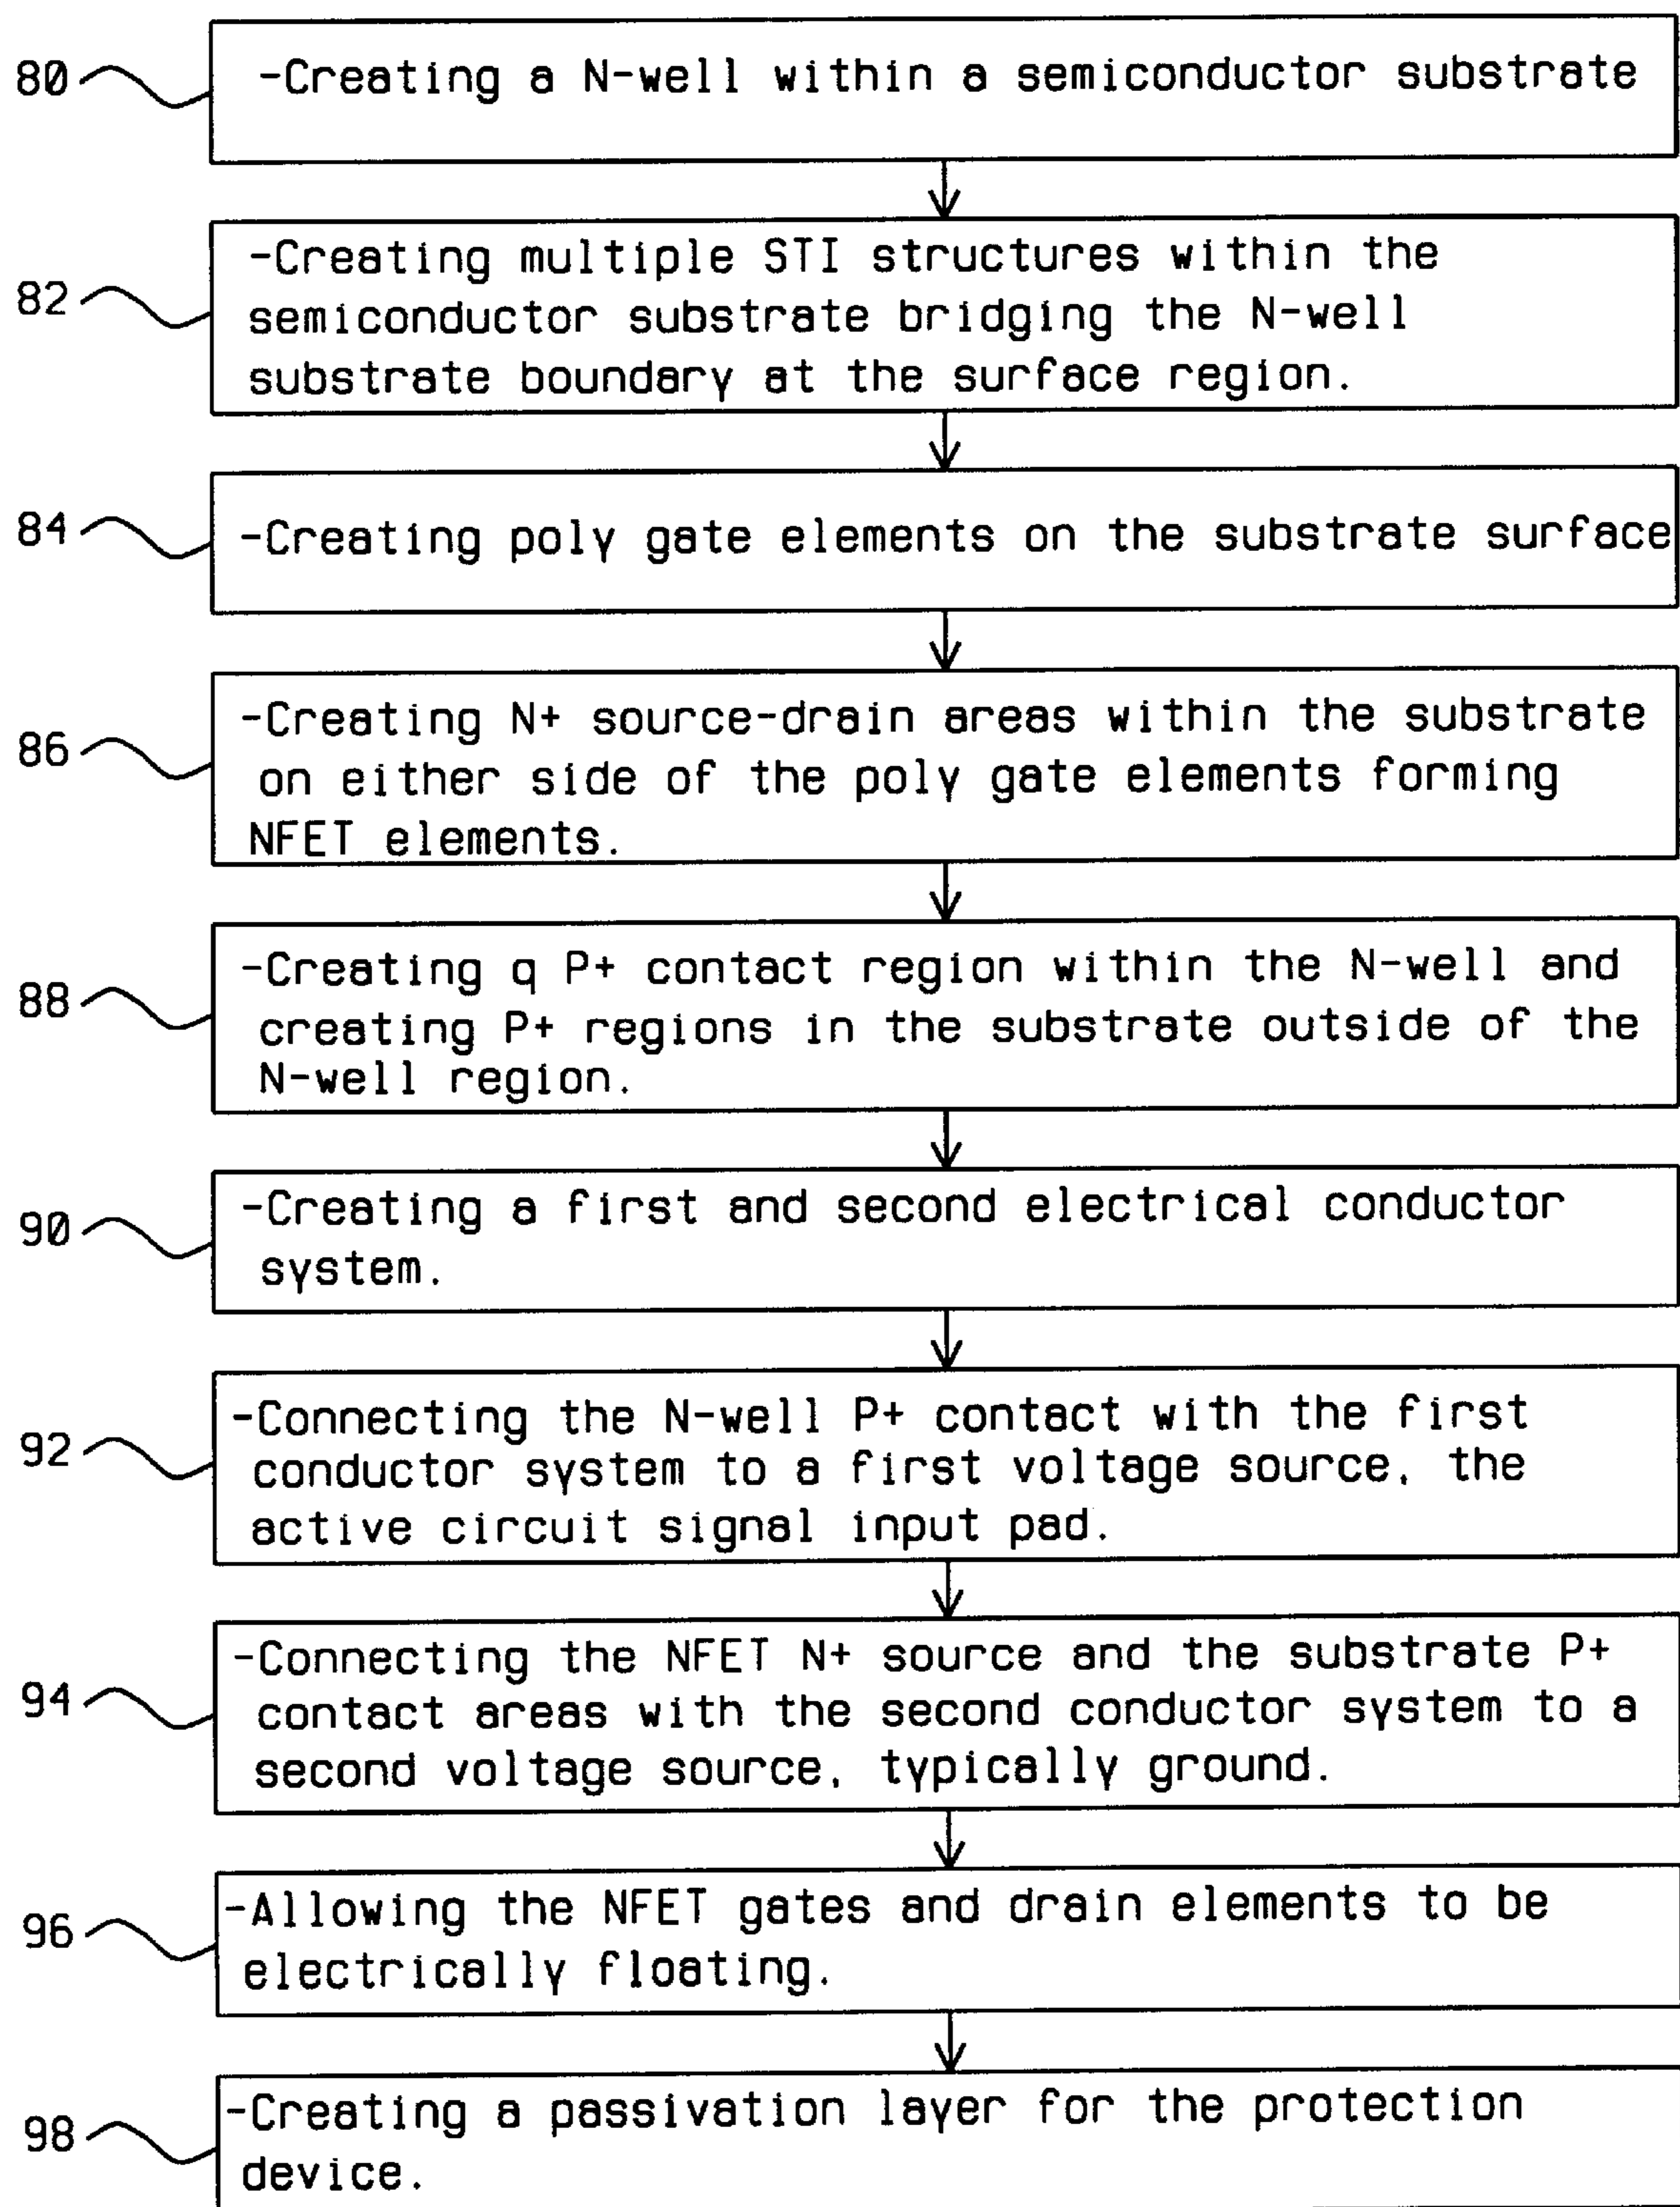 80
-Creating a N-well within a semiconductor substrate
82
-Creating multiple STI structures within the
semiconductor substrate bridging the N-well
substrate boundary at the surface region.
84
-Creating poly gate elements on the substrate surface
86
-Creating N+ source-drain areas within the substrate
on either side of the poly gate elements forming
NFET elements.
88
-Creating q P+ contact region within the N-well and
creating P+ regions in the substrate outside of the
N-well region.
90
-Creating a first and second electrical conductor
system.
92
-Connecting the N-well P+ contact with the first
conductor system to a first voltage source, the
active circuit signal input pad.
94
-Connecting the NFET N+ source and the substrate P+
contact areas with the second conductor system to a
second voltage source, typically ground.
96
-Allowing the NFET gates and drain elements to be
electrically floating.
98
-Creating a passivation layer for the protection
device.